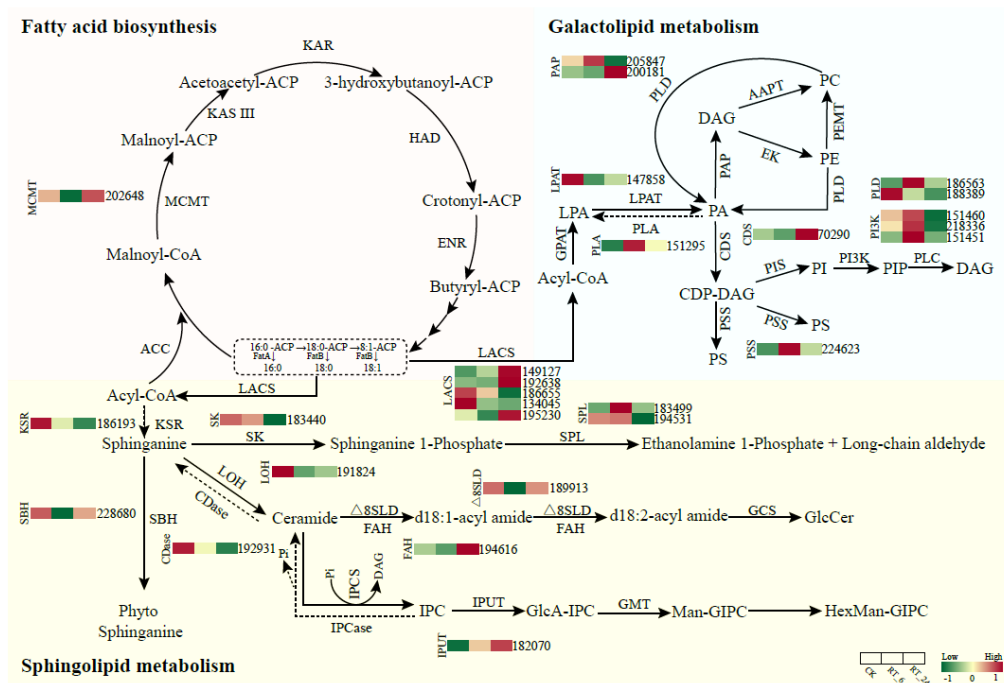 Fatty acid biosynthesis
Galactolipid metabolism
KAR
Acetoacetyl-ACP
3-hydroxybutanoyl-ACP
KAS III
HAD
Malnoyl-ACP
MCMT
202648
MCMT
Crotonyl-ACP
ENR
Malnoyl-CoA
Butyryl-ACP
ACC
16:0 -ACP →18:0-ACP →8:1-ACP
FatA↓ FatB↓ FatB↓
16:0 18:0 18:1
LACS
LACS
Acyl-CoA
PAP
205847
200181
PLD
PC
AAPT
DAG
PEMT
EK
PE
PAP
PLD
LPAT
147858
LPAT
LPA
PA
PLA
PLA
151295
GPAT
Acyl-CoA
CDS
CDS
70290
PLD
186563
188389
PI3K
151460
218336
151451
CDP-DAG
PIS
PI
PI3K
PIP
PLC
DAG
PSS
PS
PSS
PS
PSS
224623
LACS
149127
192638
186655
134045
195230
SPL
183499
194531
KSR
186193
KSR
SK
183440
Sphinganine
SK
Sphinganine 1-Phosphate
SPL
Ethanolamine 1-Phosphate + Long-chain aldehyde
LOH
191824
LOH
CDase
SBH
228680
SBH
CDase
192931
△8SLD
189913
Ceramide
△8SLD
FAH
d18:1-acyl amide
△8SLD
FAH
d18:2-acyl amide
GCS
GlcCer
FAH
194616
Pi
Pi
IPCS
DAG
IPCase
Phyto
Sphinganine
IPC
IPUT
GlcA-IPC
GMT
Man-GIPC
HexMan-GIPC
IPUT
182070
Sphingolipid metabolism
CK
Low High
-1 0 1